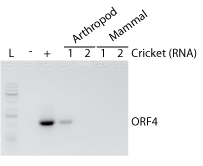 Arthropod Mammal
L - + 1 2 1 2 Cricket (RNA)
ORF4